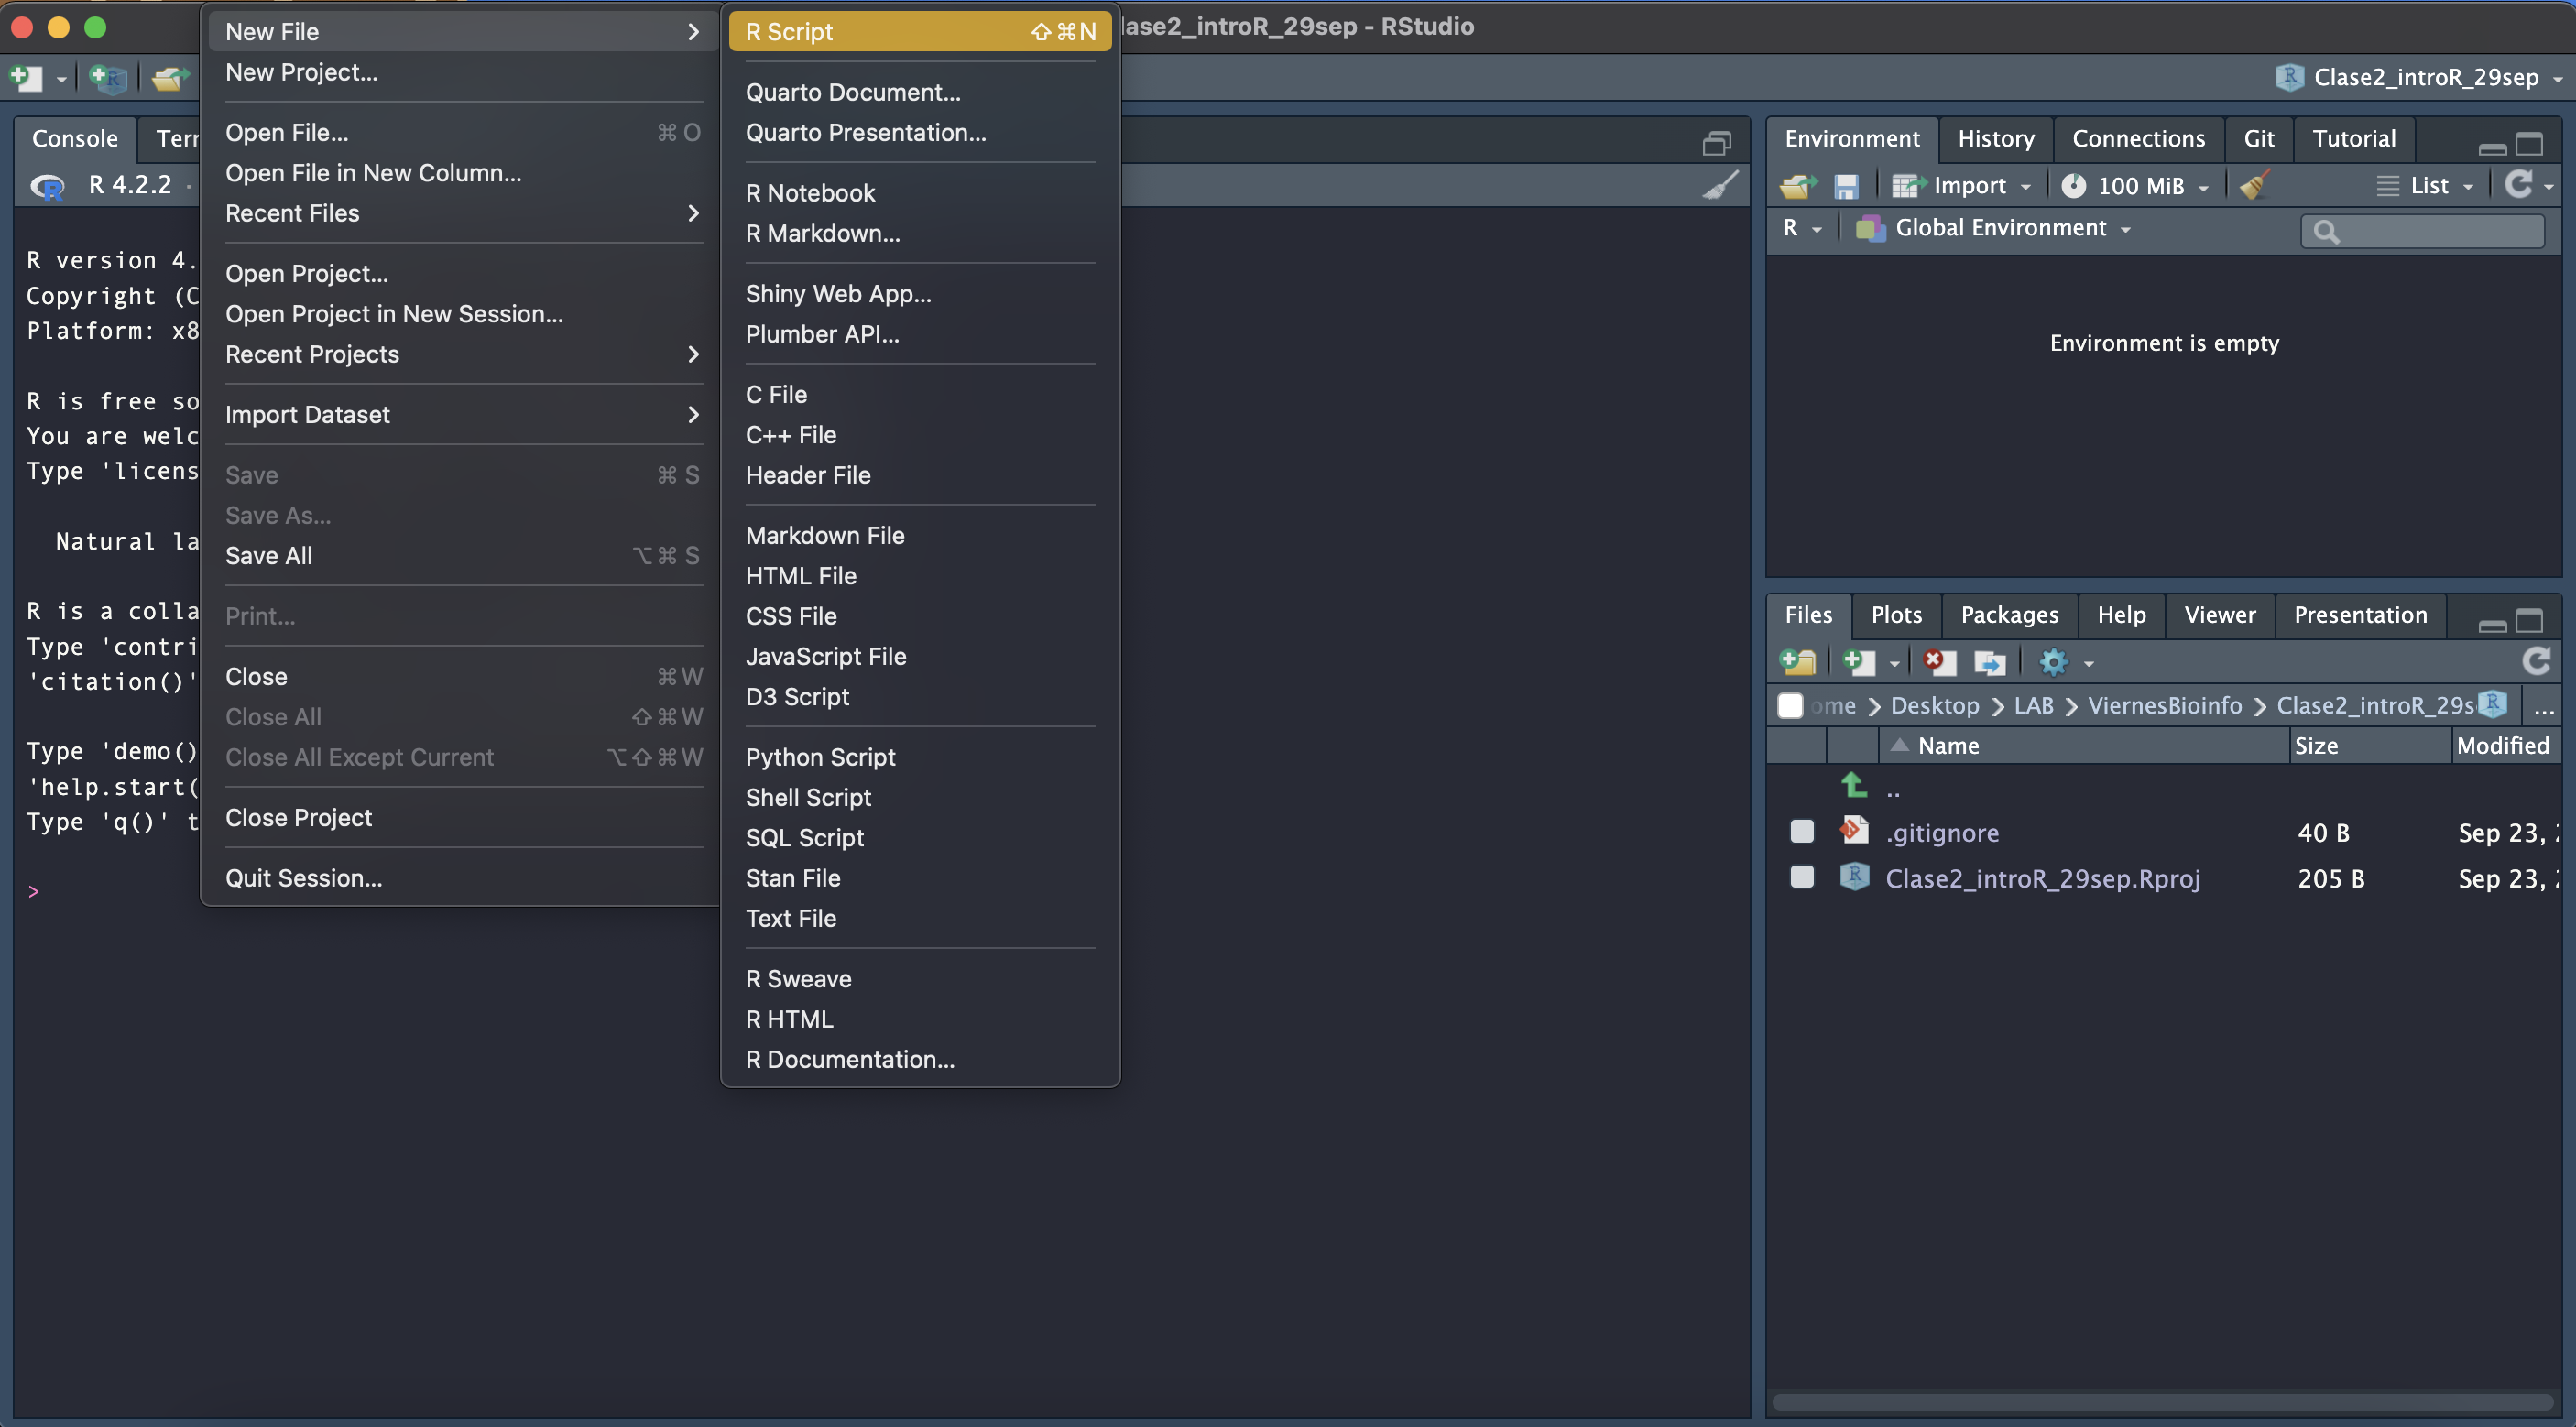 lase2_introR_29sep - RStudio
Clase2_introR_29sep
New File
New Project...
Open File... ⌘ O
Open File in New Column...
Recent Files
Open Project...
Open Project in New Session...
Recent Projects
Import Dataset
Save ⌘ S
Save As...
Save All ⌥ ⌘ S
Print...
Close ⌘ W
Close All ⇧ ⌘ W
Close All Except Current ⌥ ⇧ ⌘ W
Close Project
Quit Session...
R Script ⇧ ⌘ N
Quarto Document...
Quarto Presentation...
R Notebook
R Markdown...
Shiny Web App...
Plumber API...
C File
C++ File
Header File
Markdown File
HTML File
CSS File
JavaScript File
D3 Script
Python Script
Shell Script
SQL Script
Stan File
Text File
R Sweave
R HTML
R Documentation...
Console Terr
R 4.2.2 ·
R version 4.
Copyright (C
Platform: x8
R is free so
You are welc
Type 'licens
Natural la
R is a colla
Type 'contri
'citation()'
Type 'demo()
'help.start(
Type 'q()' t
>
Environment History Connections Git Tutorial
Import 100 MiB List
R Global Environment
Environment is empty
Files Plots Packages Help Viewer Presentation
ome > Desktop > LAB > ViernesBioinfo > Clase2_introR_29s ...
Name Size Modified
..
.gitignore 40 B Sep 23,
Clase2_introR_29sep.Rproj 205 B Sep 23,